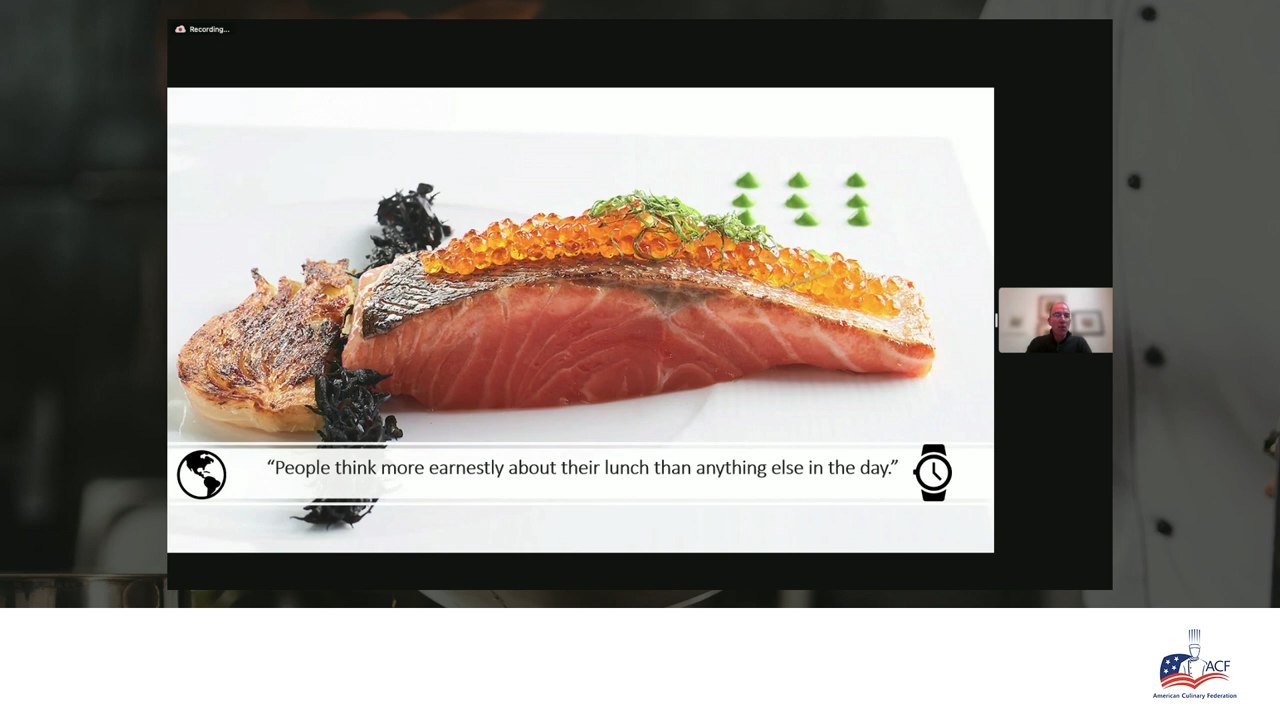 Recording...
“People think more earnestly about their lunch than anything else in the day.”
ACF
American Culinary Federation